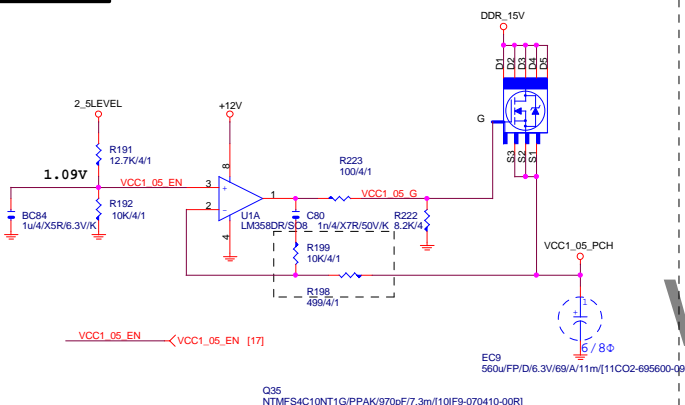 DDR_15V
D1
D2
D3
D4
D5
G
S3
S2
S1
2_5LEVEL
+12V
R191
12.7K/4/1
1.09V
VCC1_05_EN
3
+
8
1
2
-
4
U1A
LM358DR/SO8
R223
100/4/1
VCC1_05_G
BC84
1u/4/X5R/6.3V/K
R192
10K/4/1
C80
1n/4/X7R/50V/K
R222
8.2K/4
R199
10K/4/1
R198
499/4/1
VCC1_05_PCH
1
+
6/8Φ
EC9
560u/FP/D/6.3V/69/A/11m/[11CO2-695600-09
VCC1_05_EN
VCC1_05_EN [17]
Q35
NTMFS4C10NT1G/PPAK/970pF/7.3m/[10IF9-070410-00R]